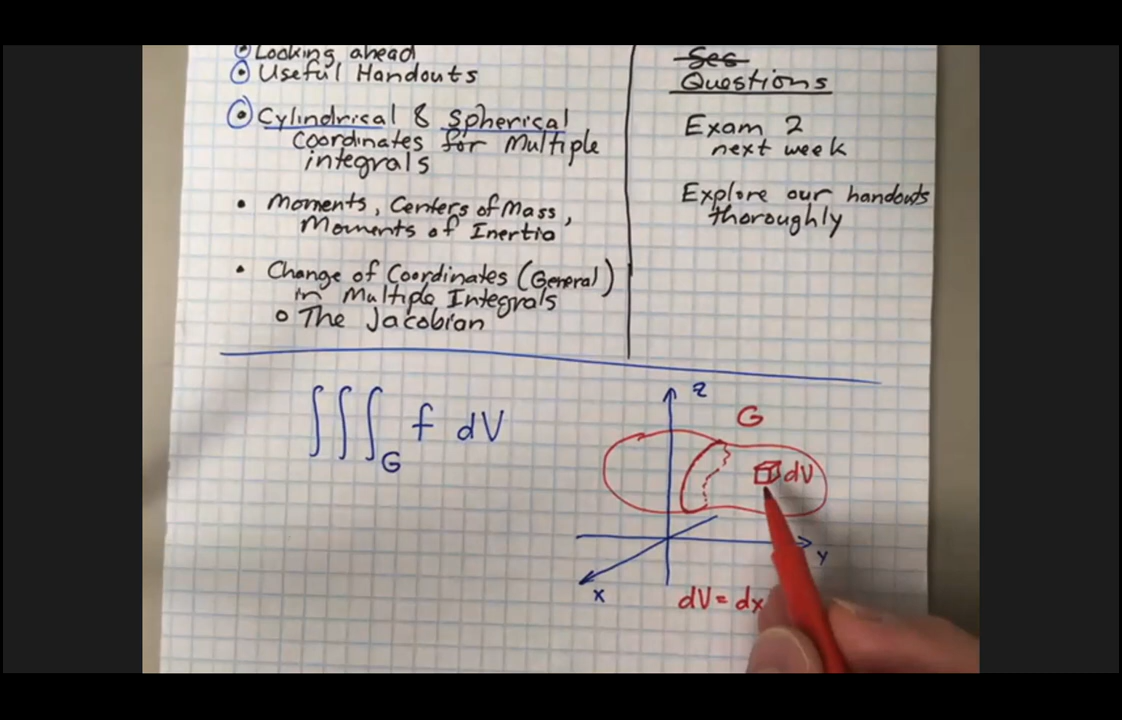 Looking ahead
Useful Handouts
Cylindrical & Spherical
Coordinates for Multiple
integrals
• Moments, Centers of Mass,
Moments of Inertia
• Change of Coordinates (General)
in Multiple Integrals
o The Jacobian
Ses
Questions
Exam 2
next week
Explore our handouts
thoroughly
∫∫∫_G f dV
z
G
dV
y
x
dV = dx